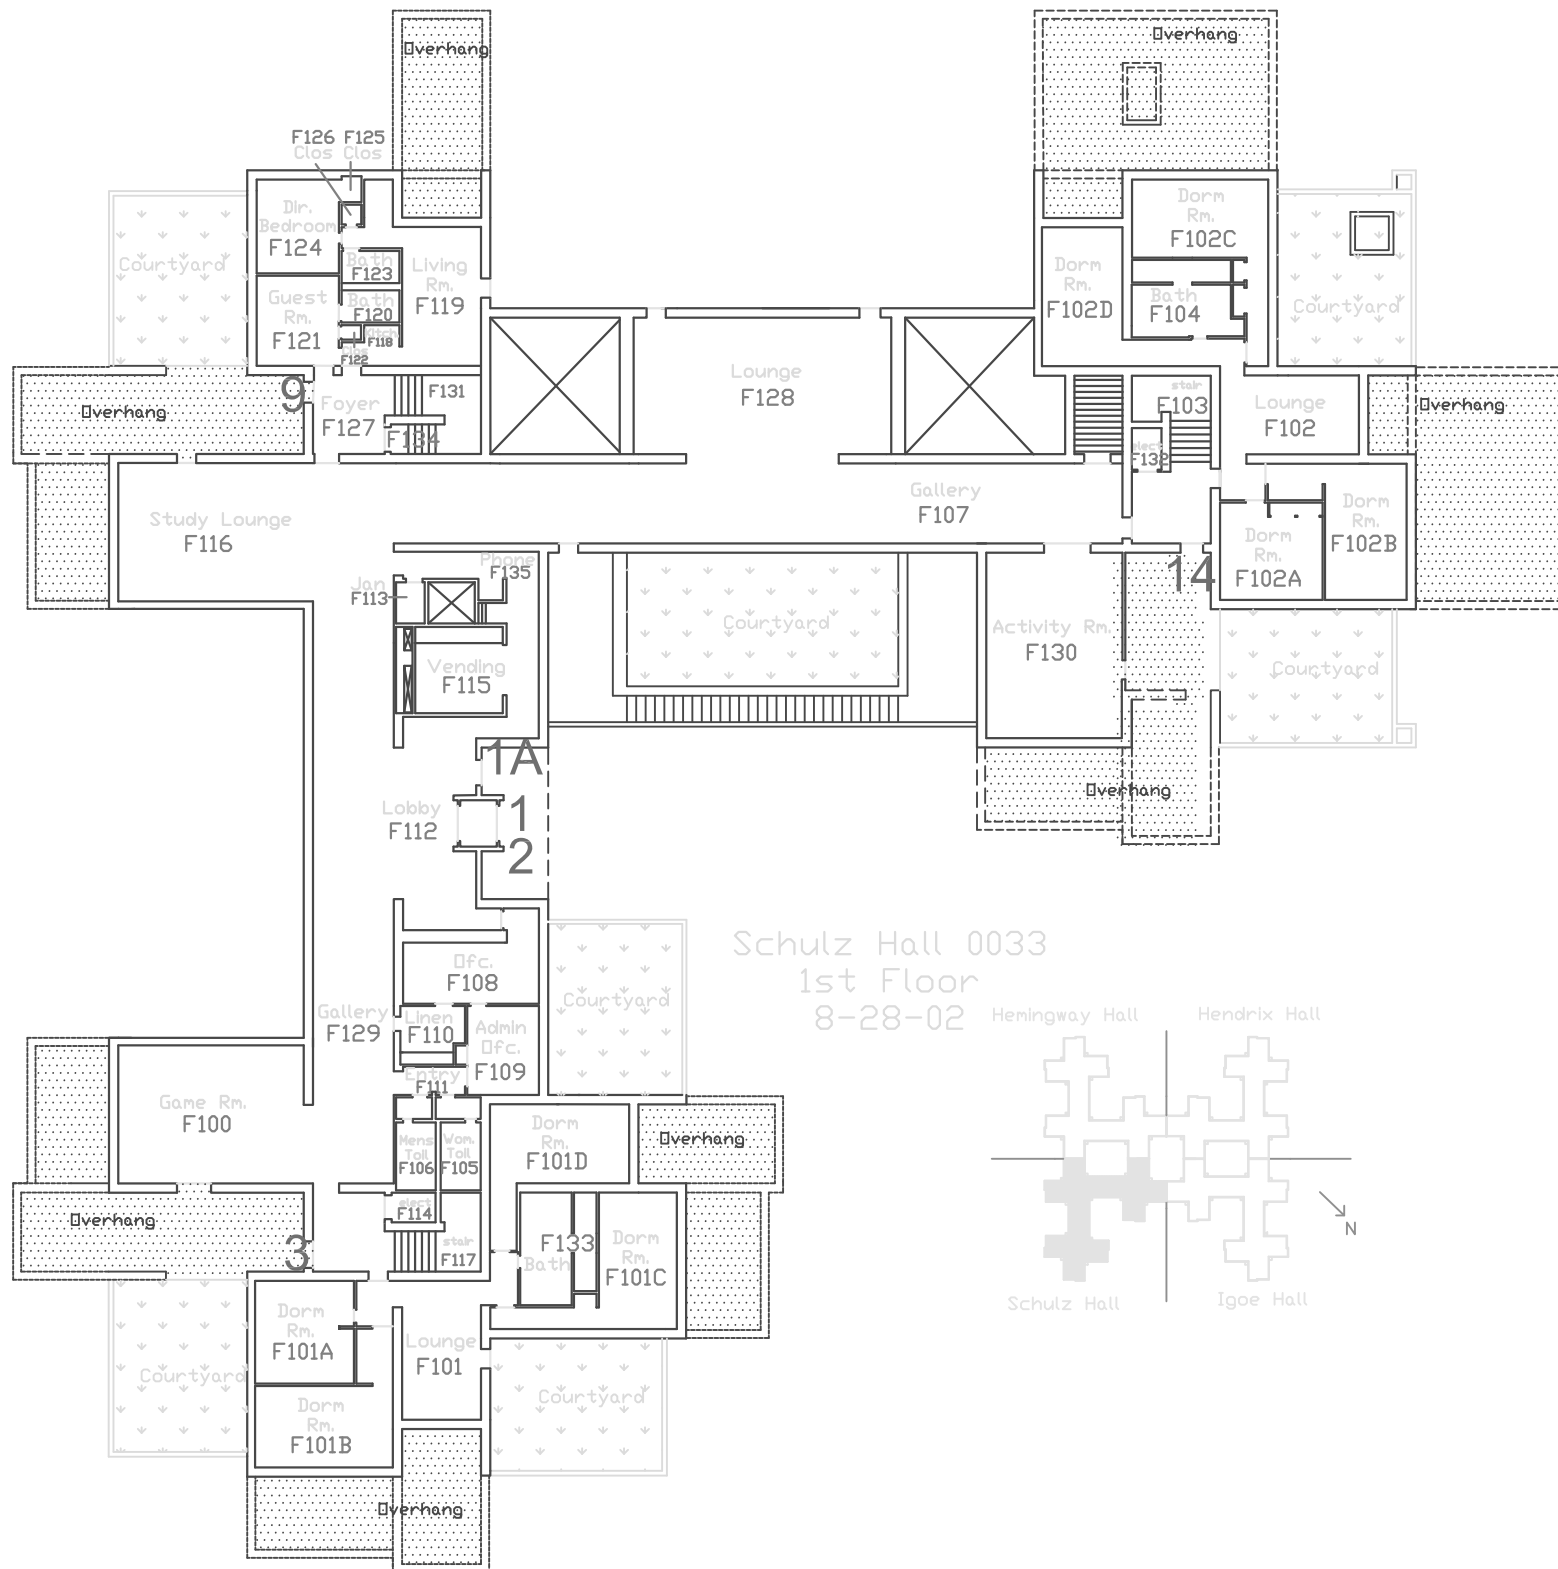 Overhang
Overhang
F126 F125
Clos Clos
Dir.
Bedroom
F124
Courtyard
Bath
F123
Living
Rm.
F119
Guest
Rm.
F121
Bath
F120
Kitch
F118
Clos
F122
Dorm
Rm.
F102C
Dorm
Rm.
F102D
Bath
F104
Courtyard
9
Overhang
Foyer
F127
F131
F134
Lounge
F128
stair
F103
elect
F132
Lounge
F102
Overhang
Study Lounge
F116
Gallery
F107
Dorm
Rm.
F102A
Dorm
Rm.
F102B
14
Phone
F135
Jan
F113
Vending
F115
Courtyard
Activity Rm.
F130
Courtyard
1A
Lobby
F112
1
2
Overhang
Ofc.
F108
Courtyard
Schulz Hall 0033
1st Floor
8-28-02
Gallery
F129
Linen
F110
Admin
Ofc.
F109
Entry
F111
Hemingway Hall
Hendrix Hall
Game Rm.
F100
Mens
Toil
F106
Wom.
Toil
F105
Dorm
Rm.
F101D
Overhang
Overhang
3
elect
F114
stair
F117
F133
Bath
Dorm
Rm.
F101C
N
Schulz Hall
Igoe Hall
Dorm
Rm.
F101A
Lounge
F101
Courtyard
Courtyard
Dorm
Rm.
F101B
Overhang